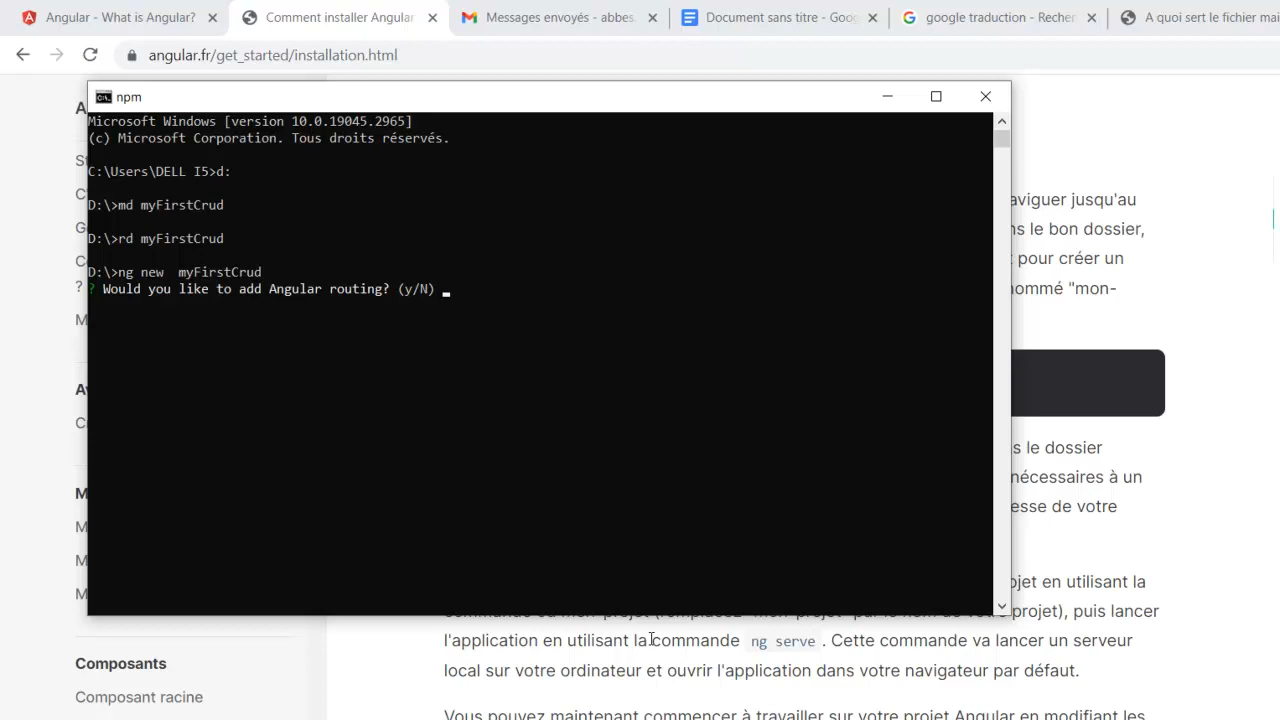 Angular - What is Angular?
Comment installer Angular
Messages envoyés - abbes.
Document sans titre - Goo
google traduction - Recher
A quoi sert le fichier mai
angular.fr/get_started/installation.html
npm
Microsoft Windows [version 10.0.19045.2965]
(c) Microsoft Corporation. Tous droits réservés.
C:\Users\DELL I5>d:
D:\>md myFirstCrud
D:\>rd myFirstCrud
D:\>ng new  myFirstCrud
? Would you like to add Angular routing? (y/N)
aviguer jusqu'au
ns le bon dossier,
t pour créer un
nommé "mon-
s le dossier
nécessaires à un
esse de votre
ojet en utilisant la
projet), puis lancer
l'application en utilisant la commande ng serve . Cette commande va lancer un serveur
local sur votre ordinateur et ouvrir l'application dans votre navigateur par défaut.
Composants
Composant racine
Vous pouvez maintenant commencer à travailler sur votre projet Angular en modifiant les